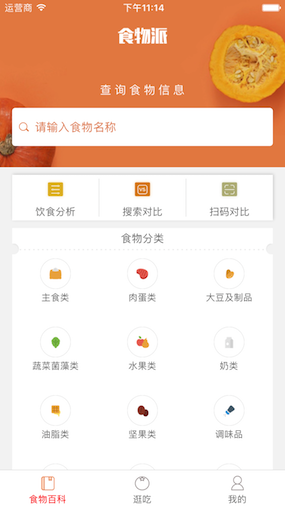 运营商 下午11:14
食物派
查询食物信息
请输入食物名称
VS
饮食分析 搜索对比 扫码对比
食物分类
主食类 肉蛋类 大豆及制品
蔬菜菌藻类 水果类 奶类
油脂类 坚果类 调味品
食物百科 逛吃 我的